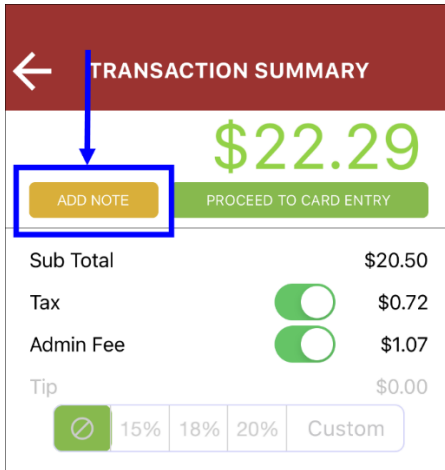 TRANSACTION SUMMARY
$22.29
ADD NOTE PROCEED TO CARD ENTRY
Sub Total $20.50
Tax $0.72
Admin Fee $1.07
Tip $0.00
15% 18% 20% Custom